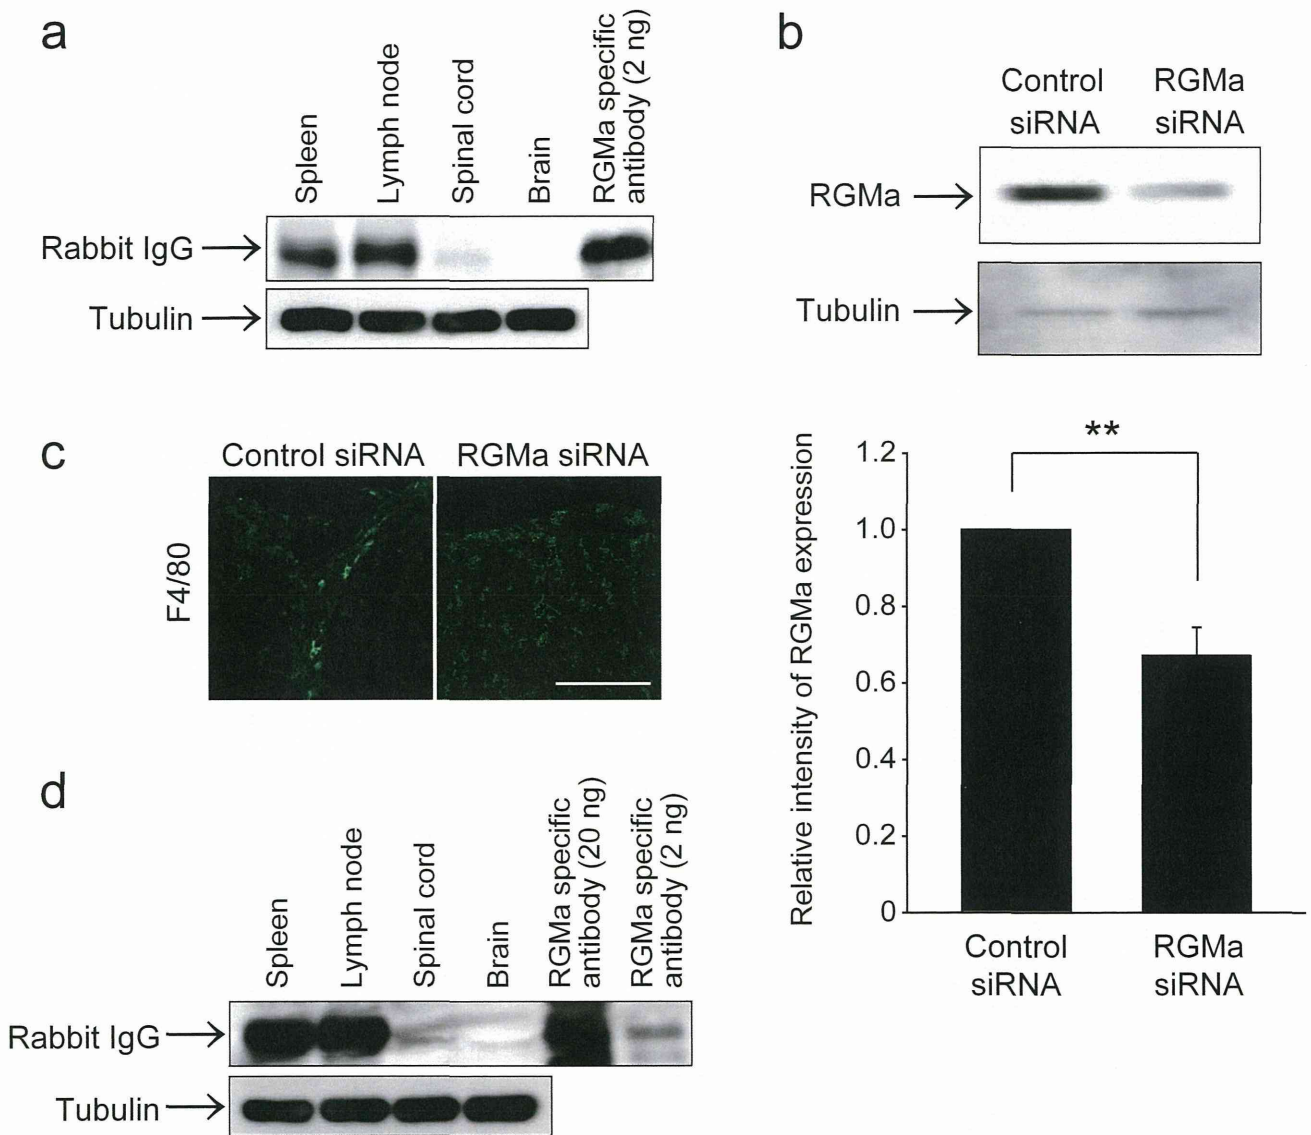 a
Spleen
Lymph node
Spinal cord
Brain
RGMa specific
antibody (2 ng)
Rabbit IgG
Tubulin
b
Control
siRNA
RGMa
siRNA
RGMa
Tubulin
**
Relative intensity of RGMa expression
1.2
1.0
0.8
0.6
0.4
0.2
0
Control
siRNA
RGMa
siRNA
c
Control siRNA
RGMa siRNA
F4/80
d
Spleen
Lymph node
Spinal cord
Brain
RGMa specific
antibody (20 ng)
RGMa specific
antibody (2 ng)
Rabbit IgG
Tubulin